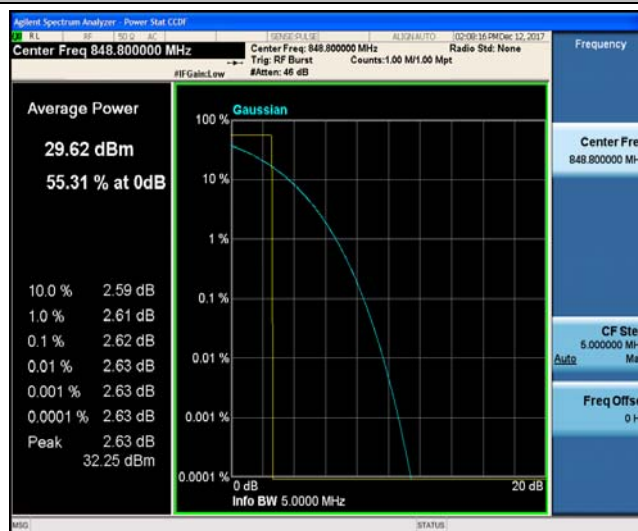 Agilent Spectrum Analyzer - Power Stat CCDF
RL RF 50 Ω AC SENSE:PULSE ALIGN AUTO 02:08:16 PM Dec 12, 2017
Center Freq 848.800000 MHz
Center Freq: 848.800000 MHz Radio Std: None
Trig: RF Burst Counts:1.00 M/1.00 Mpt
#IFGain:Low #Atten: 46 dB
Frequency
Average Power
29.62 dBm
55.31 % at 0dB
10.0 % 2.59 dB
1.0 % 2.61 dB
0.1 % 2.62 dB
0.01 % 2.63 dB
0.001 % 2.63 dB
0.0001 % 2.63 dB
Peak 2.63 dB
32.25 dBm
Gaussian
100 %
10 %
1 %
0.1 %
0.01 %
0.001 %
0.0001 %
0 dB 20 dB
Info BW 5.0000 MHz
Center Fre
848.800000 MH
CF Ste
5.000000 MH
Auto Ma
Freq Offse
0 H
MSG STATUS